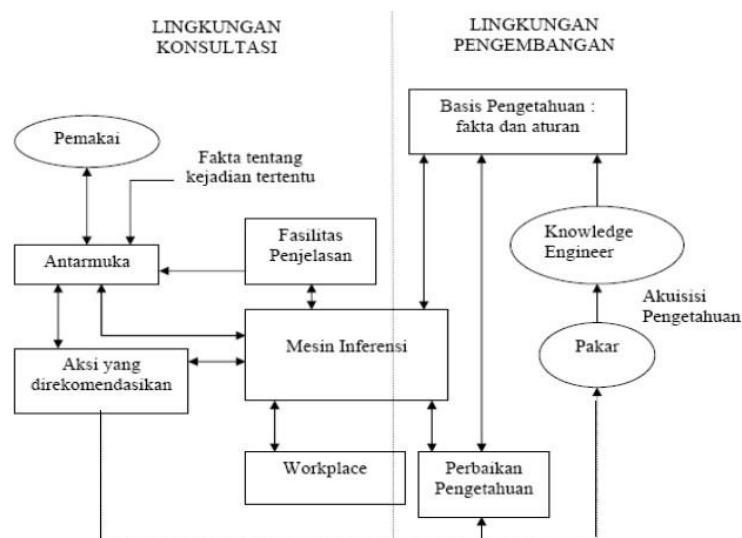 LINGKUNGAN
KONSULTASI
LINGKUNGAN
PENGEMBANGAN
Basis Pengetahuan :
fakta dan aturan
Pemakai
Fakta tentang
kejadian tertentu
Fasilitas
Penjelasan
Knowledge
Engineer
Antarmuka
Akuisisi
Pengetahuan
Mesin Inferensi
Pakar
Aksi yang
direkomendasikan
Workplace
Perbaikan
Pengetahuan